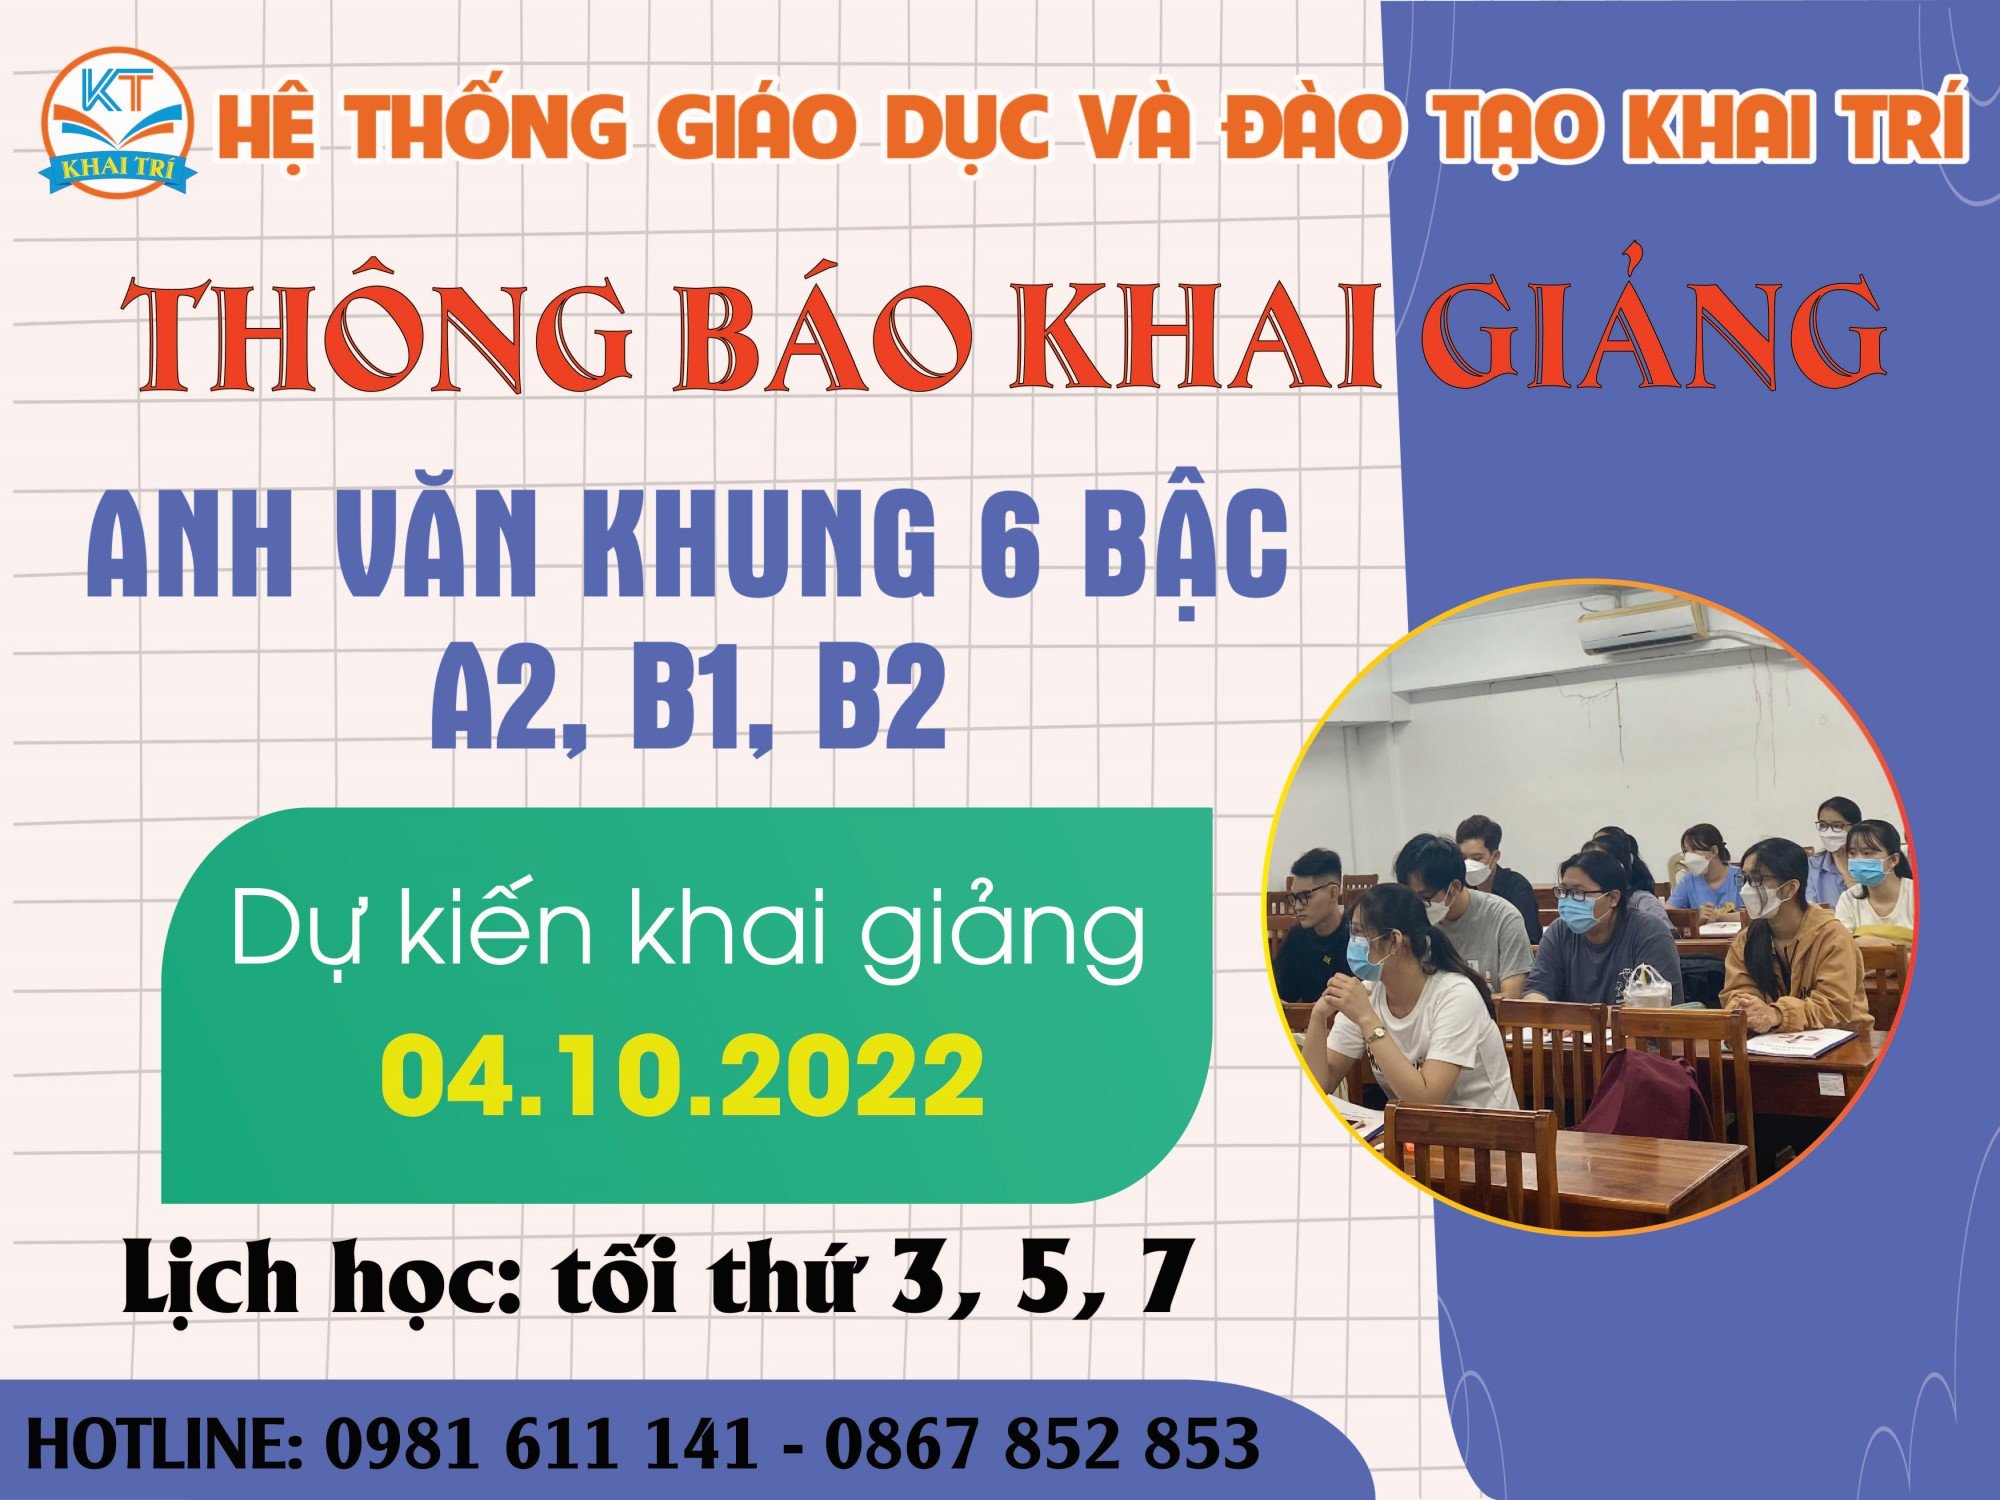 KT
KHAI TRÍ
HỆ THỐNG GIÁO DỤC VÀ ĐÀO TẠO KHAI TRÍ
THÔNG BÁO KHAI GIẢNG
ANH VĂN KHUNG 6 BẬC
A2, B1, B2
Dự kiến khai giảng
04.10.2022
Lịch học: tối thứ 3, 5, 7
HOTLINE: 0981 611 141 - 0867 852 853